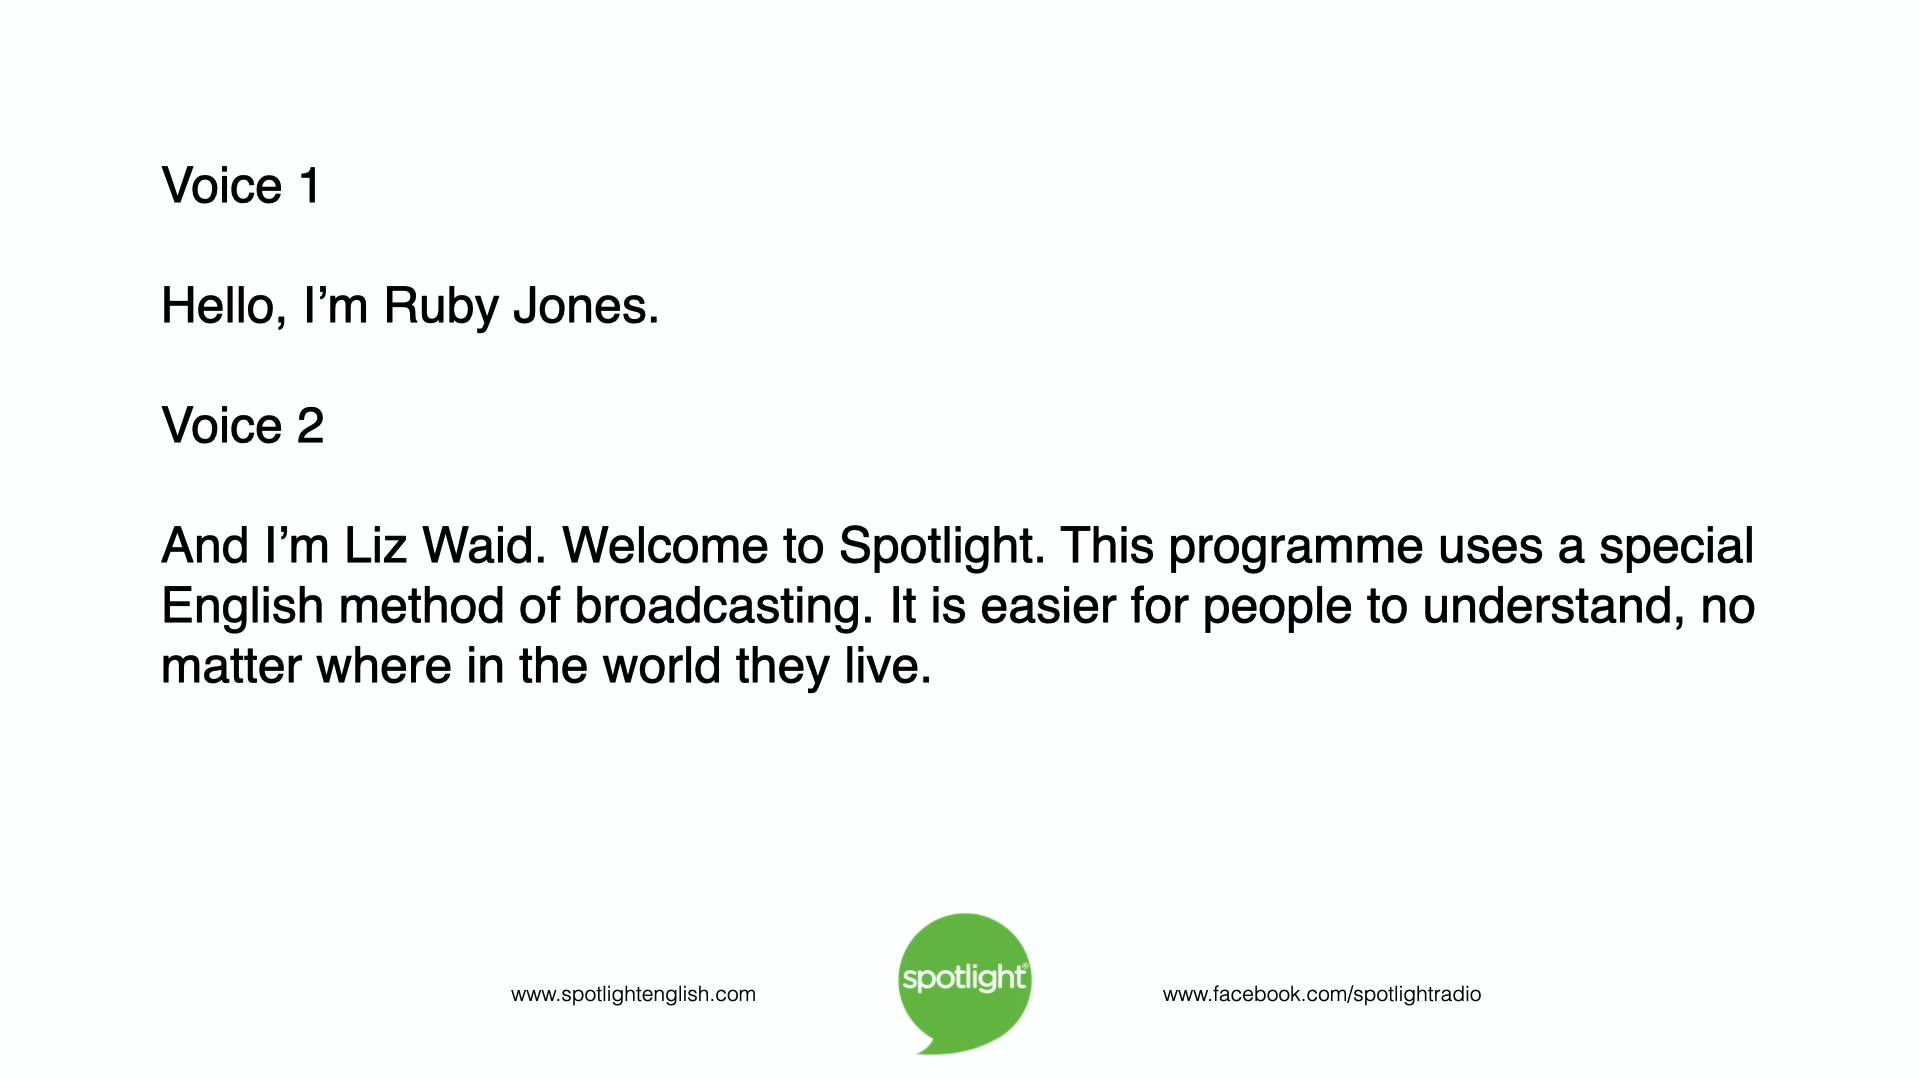 Voice 1
Hello, I’m Ruby Jones.
Voice 2
And I’m Liz Waid. Welcome to Spotlight. This programme uses a special
English method of broadcasting. It is easier for people to understand, no
matter where in the world they live.
www.spotlightenglish.com
spotlight®
www.facebook.com/spotlightradio